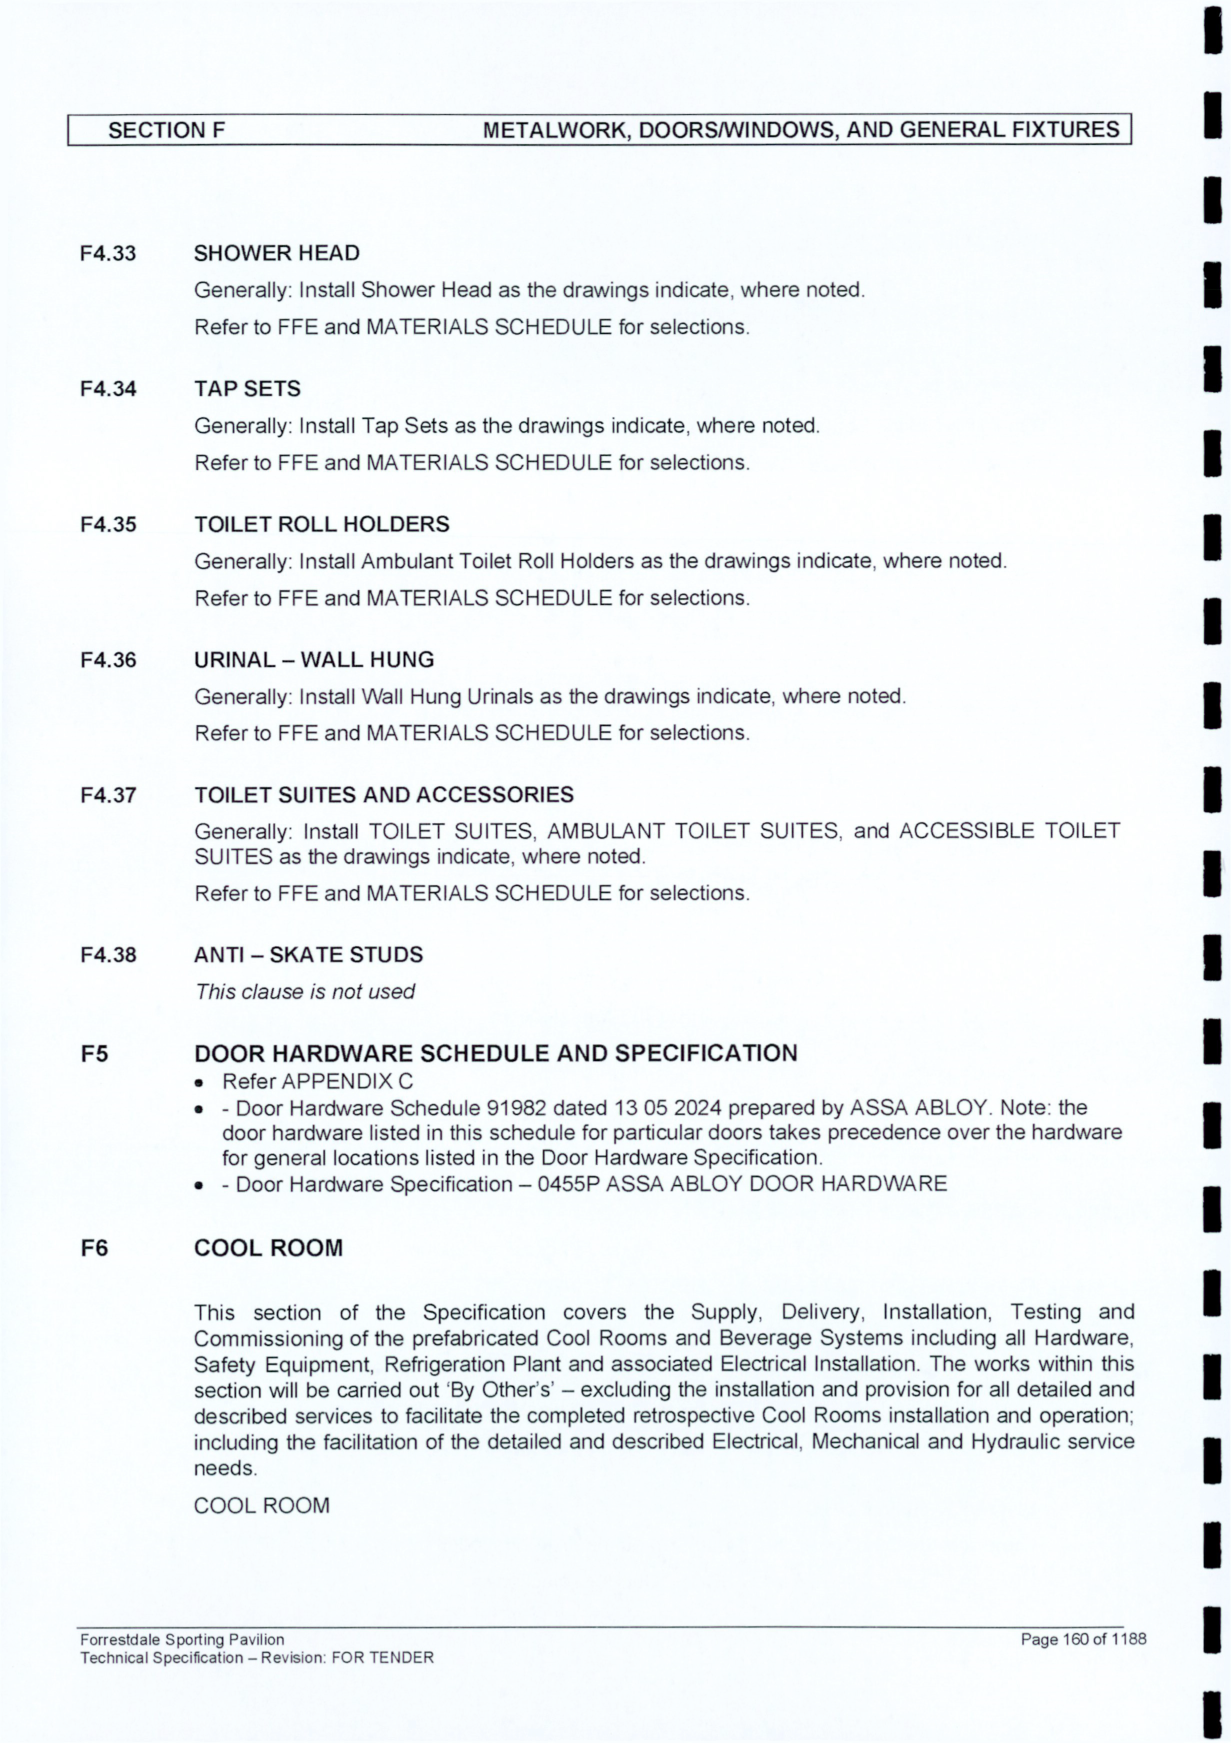 SECTION F METALWORK, DOORS/WINDOWS, AND GENERAL FIXTURES
F4.33 SHOWER HEAD
Generally: Install Shower Head as the drawings indicate, where noted.
Refer to FFE and MATERIALS SCHEDULE for selections.
F4.34 TAP SETS
Generally: Install Tap Sets as the drawings indicate, where noted.
Refer to FFE and MATERIALS SCHEDULE for selections.
F4.35 TOILET ROLL HOLDERS
Generally: Install Ambulant Toilet Roll Holders as the drawings indicate, where noted.
Refer to FFE and MATERIALS SCHEDULE for selections.
F4.36 URINAL – WALL HUNG
Generally: Install Wall Hung Urinals as the drawings indicate, where noted.
Refer to FFE and MATERIALS SCHEDULE for selections.
F4.37 TOILET SUITES AND ACCESSORIES
Generally: Install TOILET SUITES, AMBULANT TOILET SUITES, and ACCESSIBLE TOILET
SUITES as the drawings indicate, where noted.
Refer to FFE and MATERIALS SCHEDULE for selections.
F4.38 ANTI – SKATE STUDS
This clause is not used
F5 DOOR HARDWARE SCHEDULE AND SPECIFICATION
• Refer APPENDIX C
• - Door Hardware Schedule 91982 dated 13 05 2024 prepared by ASSA ABLOY. Note: the
door hardware listed in this schedule for particular doors takes precedence over the hardware
for general locations listed in the Door Hardware Specification.
• - Door Hardware Specification – 0455P ASSA ABLOY DOOR HARDWARE
F6 COOL ROOM
This section of the Specification covers the Supply, Delivery, Installation, Testing and
Commissioning of the prefabricated Cool Rooms and Beverage Systems including all Hardware,
Safety Equipment, Refrigeration Plant and associated Electrical Installation. The works within this
section will be carried out ‘By Other’s’ – excluding the installation and provision for all detailed and
described services to facilitate the completed retrospective Cool Rooms installation and operation;
including the facilitation of the detailed and described Electrical, Mechanical and Hydraulic service
needs.
COOL ROOM
Forrestdale Sporting Pavilion Page 160 of 1188
Technical Specification – Revision: FOR TENDER